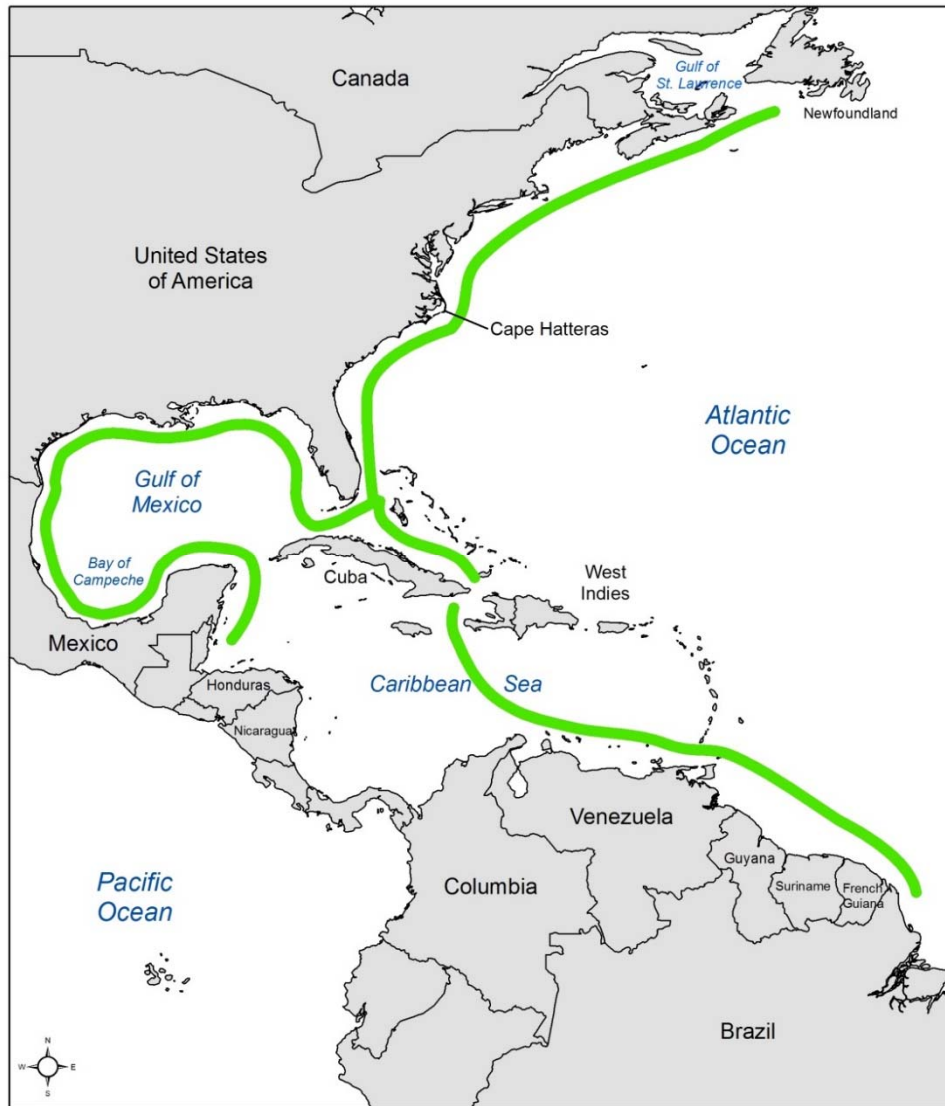 Gulf of
St. Lawrence
Canada
Newfoundland
United States
of America
Cape Hatteras
Atlantic
Ocean
Gulf of
Mexico
Bay of
Campeche
Cuba
West
Indies
Mexico
Caribbean Sea
Honduras
Nicaragua
Venezuela
Guyana
Pacific
Ocean
Columbia
Suriname
French
Guiana
Brazil
N
W E
S